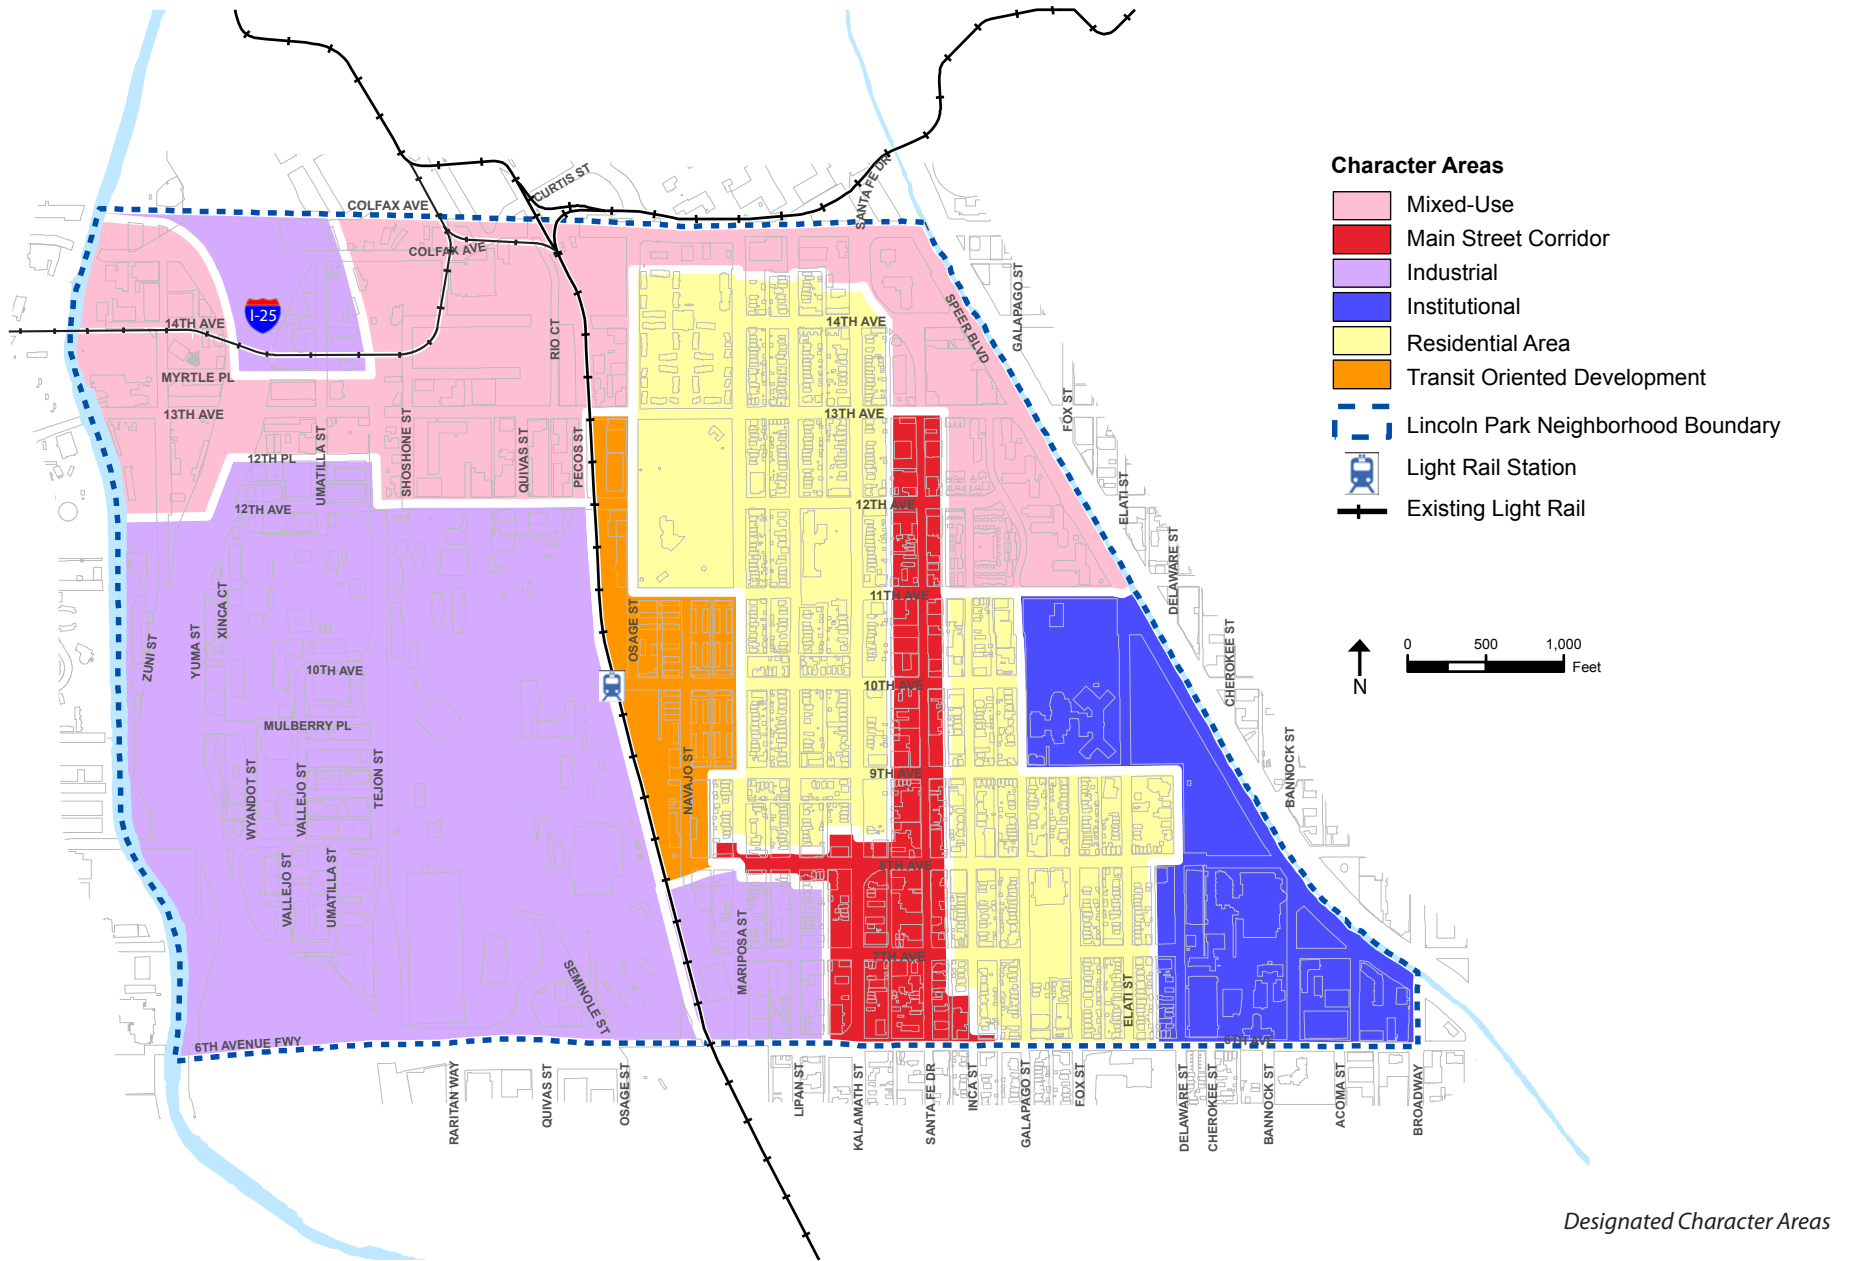 CURTIS ST
SANTA FE DR
COLFAX AVE
COLFAX AVE
I-25
14TH AVE
MYRTLE PL
13TH AVE
12TH PL
12TH AVE
UMATILLA ST
SHOSHONE ST
QUIVAS ST
PECOS ST
RIO CT
14TH AVE
13TH AVE
12TH AVE
11TH AVE
10TH AVE
9TH AVE
8TH AVE
7TH AVE
6TH AVE
SPEER BLVD
GALAPAGO ST
FOX ST
ELATI ST
DELAWARE ST
CHEROKEE ST
BANNOCK ST
ZUNI ST
YUMA ST
XINCA CT
10TH AVE
MULBERRY PL
WYANDOT ST
VALLEJO ST
TEJON ST
VALLEJO ST
UMATILLA ST
OSAGE ST
NAVAJO ST
MARIPOSA ST
SEMINOLE ST
ELATI ST
6TH AVENUE FWY
RARITAN WAY
QUIVAS ST
OSAGE ST
LIPAN ST
KALAMATH ST
SANTA FE DR
INCA ST
GALAPAGO ST
FOX ST
DELAWARE ST
CHEROKEE ST
BANNOCK ST
ACOMA ST
BROADWAY
Character Areas
Mixed-Use
Main Street Corridor
Industrial
Institutional
Residential Area
Transit Oriented Development
Lincoln Park Neighborhood Boundary
Light Rail Station
Existing Light Rail
N
0 500 1,000
Feet
Designated Character Areas